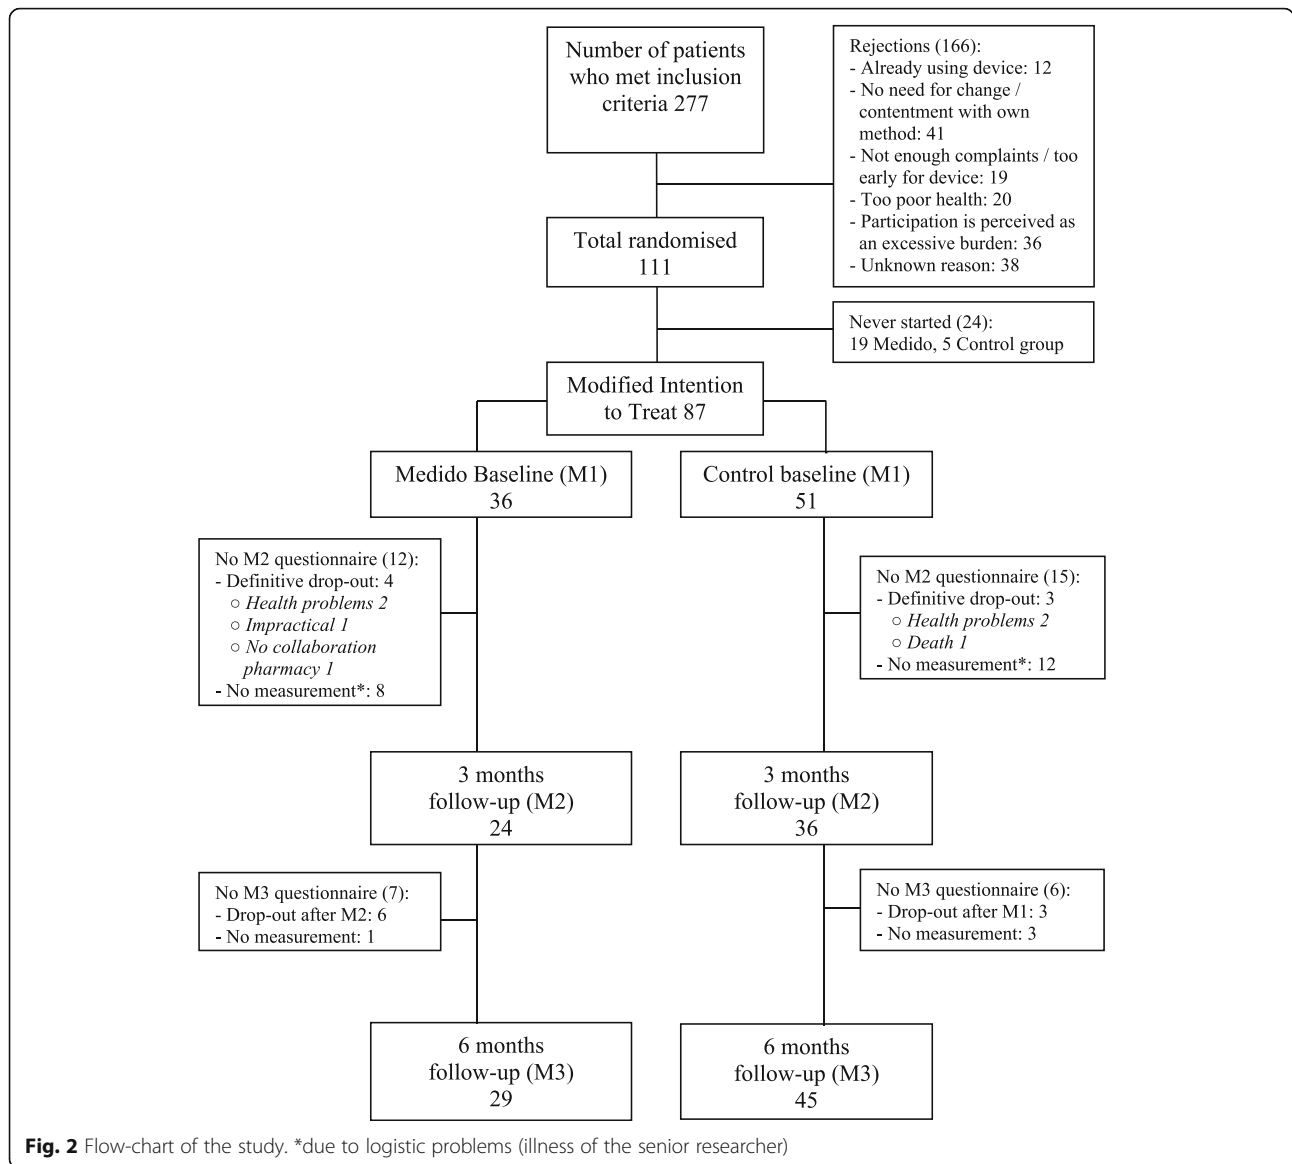 Number of patients
who met inclusion
criteria 277
Rejections (166):
- Already using device: 12
- No need for change /
contentment with own
method: 41
- Not enough complaints / too
early for device: 19
- Too poor health: 20
- Participation is perceived as
an excessive burden: 36
- Unknown reason: 38
Total randomised
111
Never started (24):
19 Medido, 5 Control group
Modified Intention
to Treat 87
Medido Baseline (M1)
36
Control baseline (M1)
51
No M2 questionnaire (12):
- Definitive drop-out: 4
○ Health problems 2
○ Impractical 1
○ No collaboration
pharmacy 1
- No measurement*: 8
No M2 questionnaire (15):
- Definitive drop-out: 3
○ Health problems 2
○ Death 1
- No measurement*: 12
3 months
follow-up (M2)
24
3 months
follow-up (M2)
36
No M3 questionnaire (7):
- Drop-out after M2: 6
- No measurement: 1
No M3 questionnaire (6):
- Drop-out after M1: 3
- No measurement: 3
6 months
follow-up (M3)
29
6 months
follow-up (M3)
45
Fig. 2 Flow-chart of the study. *due to logistic problems (illness of the senior researcher)